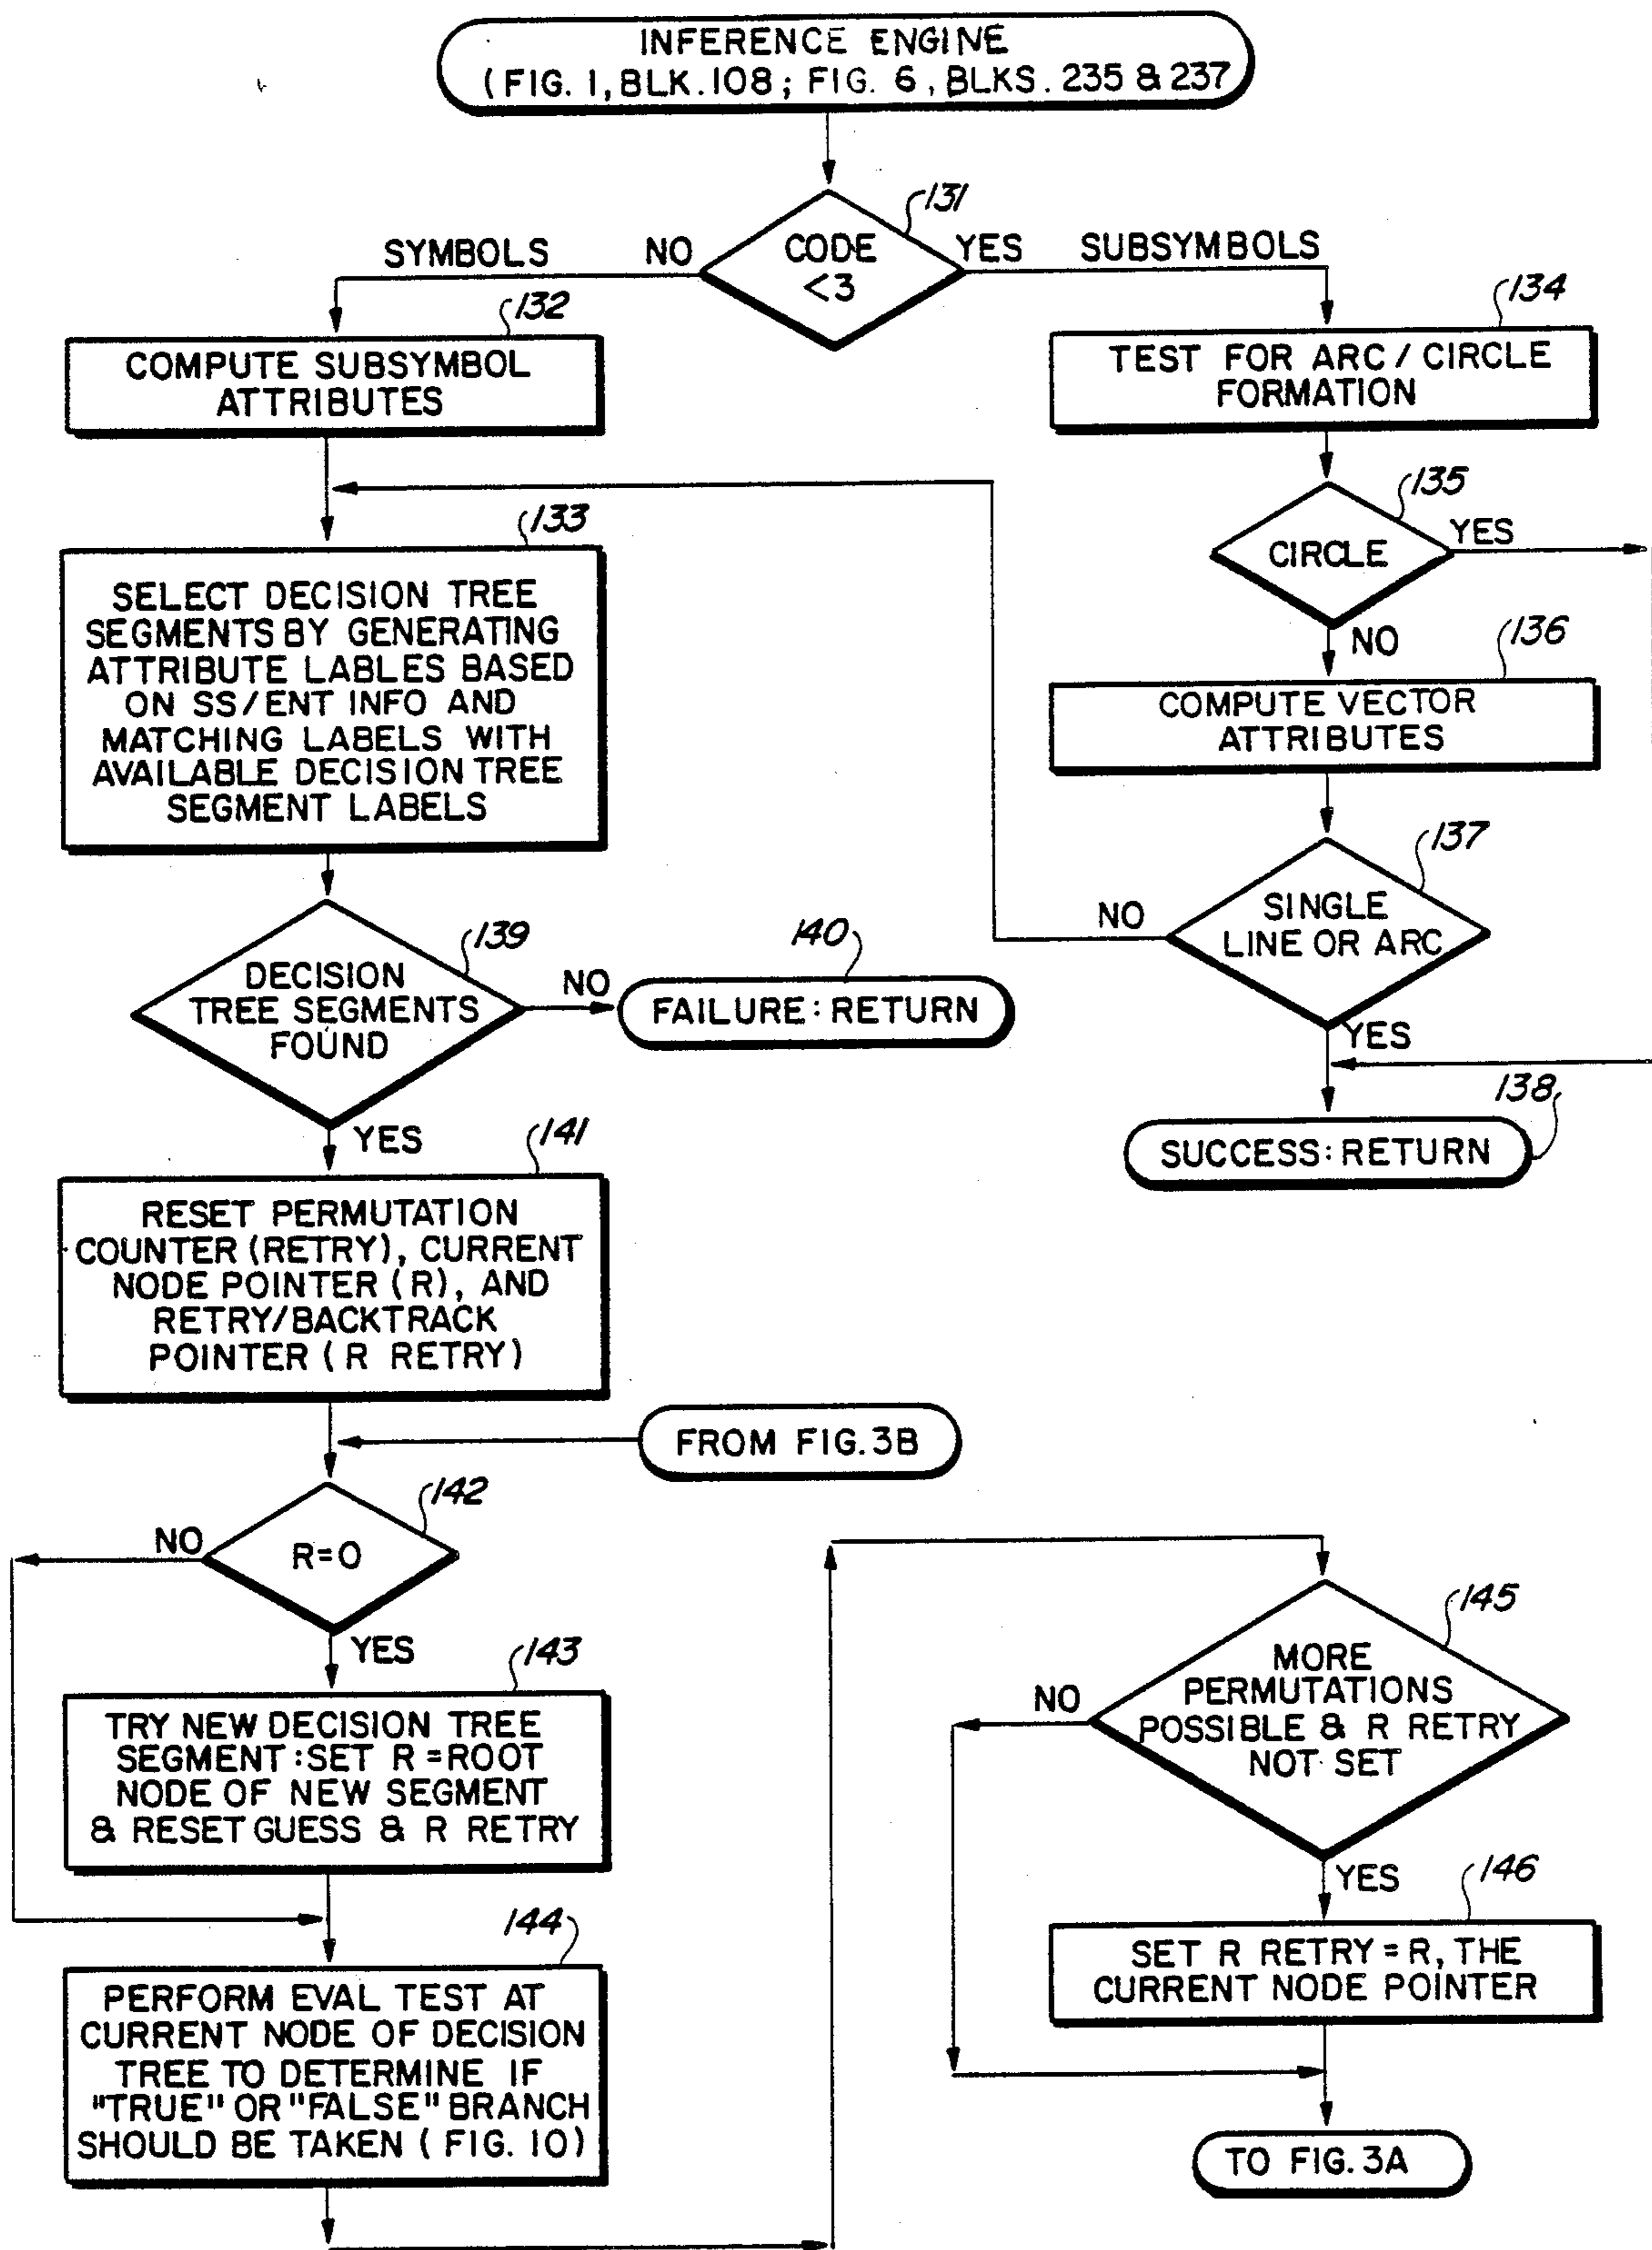 INFERENCE ENGINE
(FIG. 1, BLK.108; FIG. 6, BLKS. 235 & 237
131
CODE
<3
NO
SYMBOLS
YES
SUBSYMBOLS
132
COMPUTE SUBSYMBOL
ATTRIBUTES
134
TEST FOR ARC / CIRCLE
FORMATION
135
CIRCLE
YES
NO
133
SELECT DECISION TREE
SEGMENTS BY GENERATING
ATTRIBUTE LABLES BASED
ON SS/ENT INFO AND
MATCHING LABELS WITH
AVAILABLE DECISION TREE
SEGMENT LABELS
136
COMPUTE VECTOR
ATTRIBUTES
137
SINGLE
LINE OR ARC
NO
YES
138
SUCCESS: RETURN
139
DECISION
TREE SEGMENTS
FOUND
NO
140
FAILURE: RETURN
YES
141
RESET PERMUTATION
COUNTER (RETRY), CURRENT
NODE POINTER (R), AND
RETRY/BACKTRACK
POINTER ( R RETRY)
FROM FIG. 3B
142
R=0
NO
YES
143
TRY NEW DECISION TREE
SEGMENT: SET R = ROOT
NODE OF NEW SEGMENT
& RESET GUESS & R RETRY
144
PERFORM EVAL TEST AT
CURRENT NODE OF DECISION
TREE TO DETERMINE IF
"TRUE" OR "FALSE" BRANCH
SHOULD BE TAKEN ( FIG. 10)
145
MORE
PERMUTATIONS
POSSIBLE & R RETRY
NOT SET
NO
YES
146
SET R RETRY = R, THE
CURRENT NODE POINTER
TO FIG. 3A